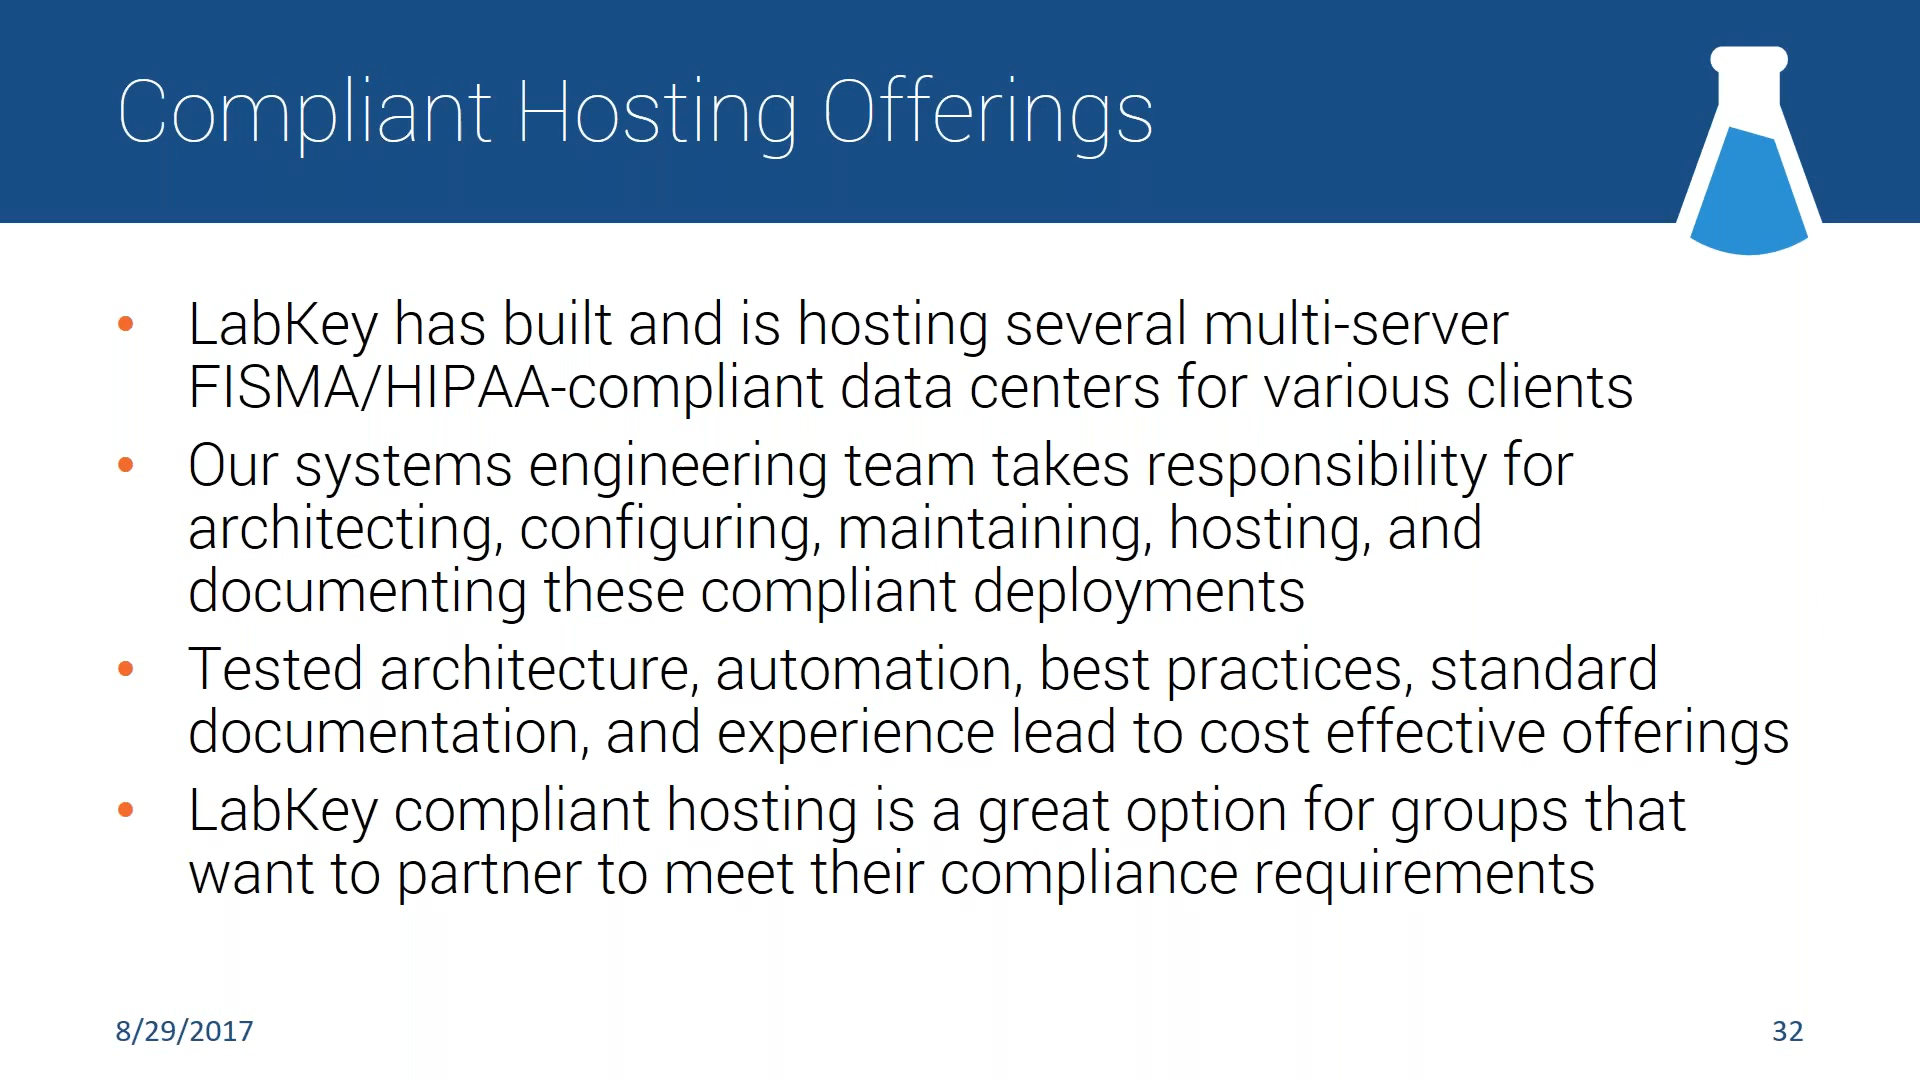 Compliant Hosting Offerings
• LabKey has built and is hosting several multi-server
FISMA/HIPAA-compliant data centers for various clients
• Our systems engineering team takes responsibility for
architecting, configuring, maintaining, hosting, and
documenting these compliant deployments
• Tested architecture, automation, best practices, standard
documentation, and experience lead to cost effective offerings
• LabKey compliant hosting is a great option for groups that
want to partner to meet their compliance requirements
8/29/2017
32